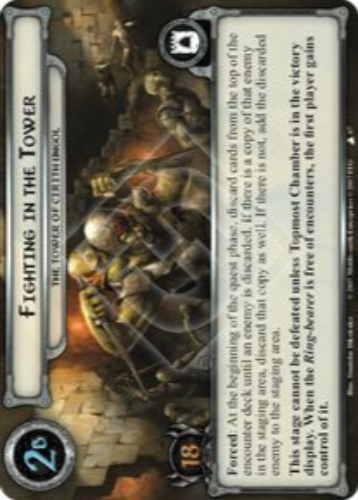 2B
FIGHTING IN THE TOWER
THE TOWER OF CIRITH UNGOL
18
Forced: At the beginning of the quest phase, discard cards from the top of the
encounter deck until an enemy is discarded. If there is a copy of that enemy
in the staging area, discard that copy as well. If there is not, add the discarded
enemy to the staging area.
This stage cannot be defeated unless Topmost Chamber is in the victory
display. When the Ring-bearer is free of encounters, the first player gains
control of it.
Illus.
Middle-earth Enterprises